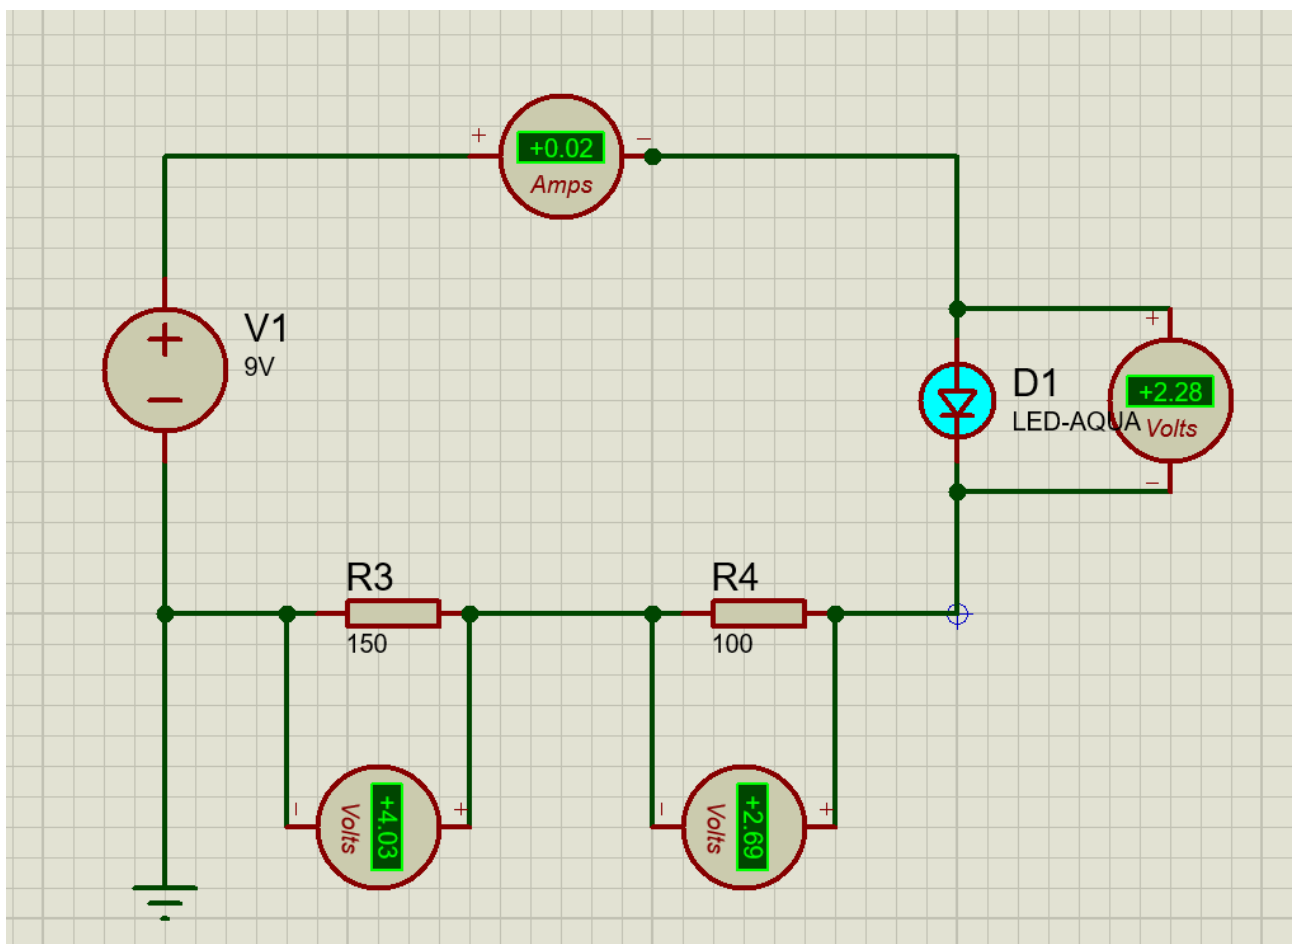 +
−
+0.02
Amps
V1
9V
+
−
D1
LED-AQUA
+
+2.28
Volts
−
R3
150
R4
100
−
Volts
+4.03
+
−
Volts
+2.69
+